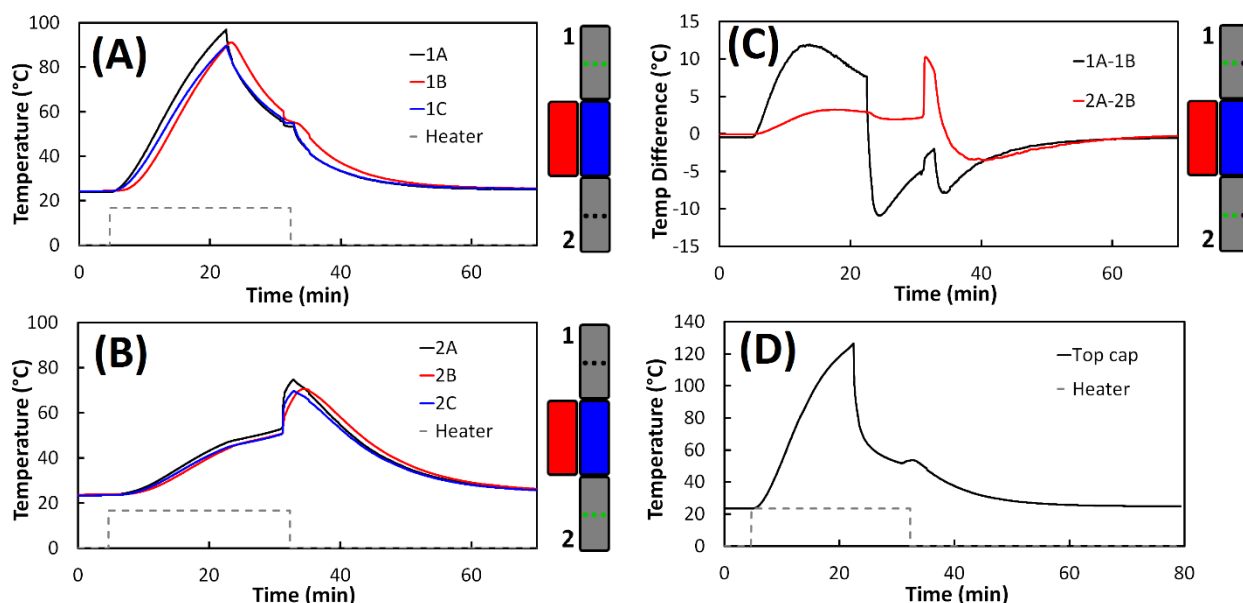 (A)
Temperature (°C)
100
80
60
40
20
0
1A
1B
1C
Heater
0 20 40 60
Time (min)
1
2
(C)
Temp Difference (°C)
15
10
5
0
-5
-10
-15
1A-1B
2A-2B
0 20 40 60
Time (min)
1
2
(B)
Temperature (°C)
100
80
60
40
20
0
2A
2B
2C
Heater
0 20 40 60
Time (min)
1
2
(D)
Temperature (°C)
140
120
100
80
60
40
20
0
Top cap
Heater
0 20 40 60 80
Time (min)